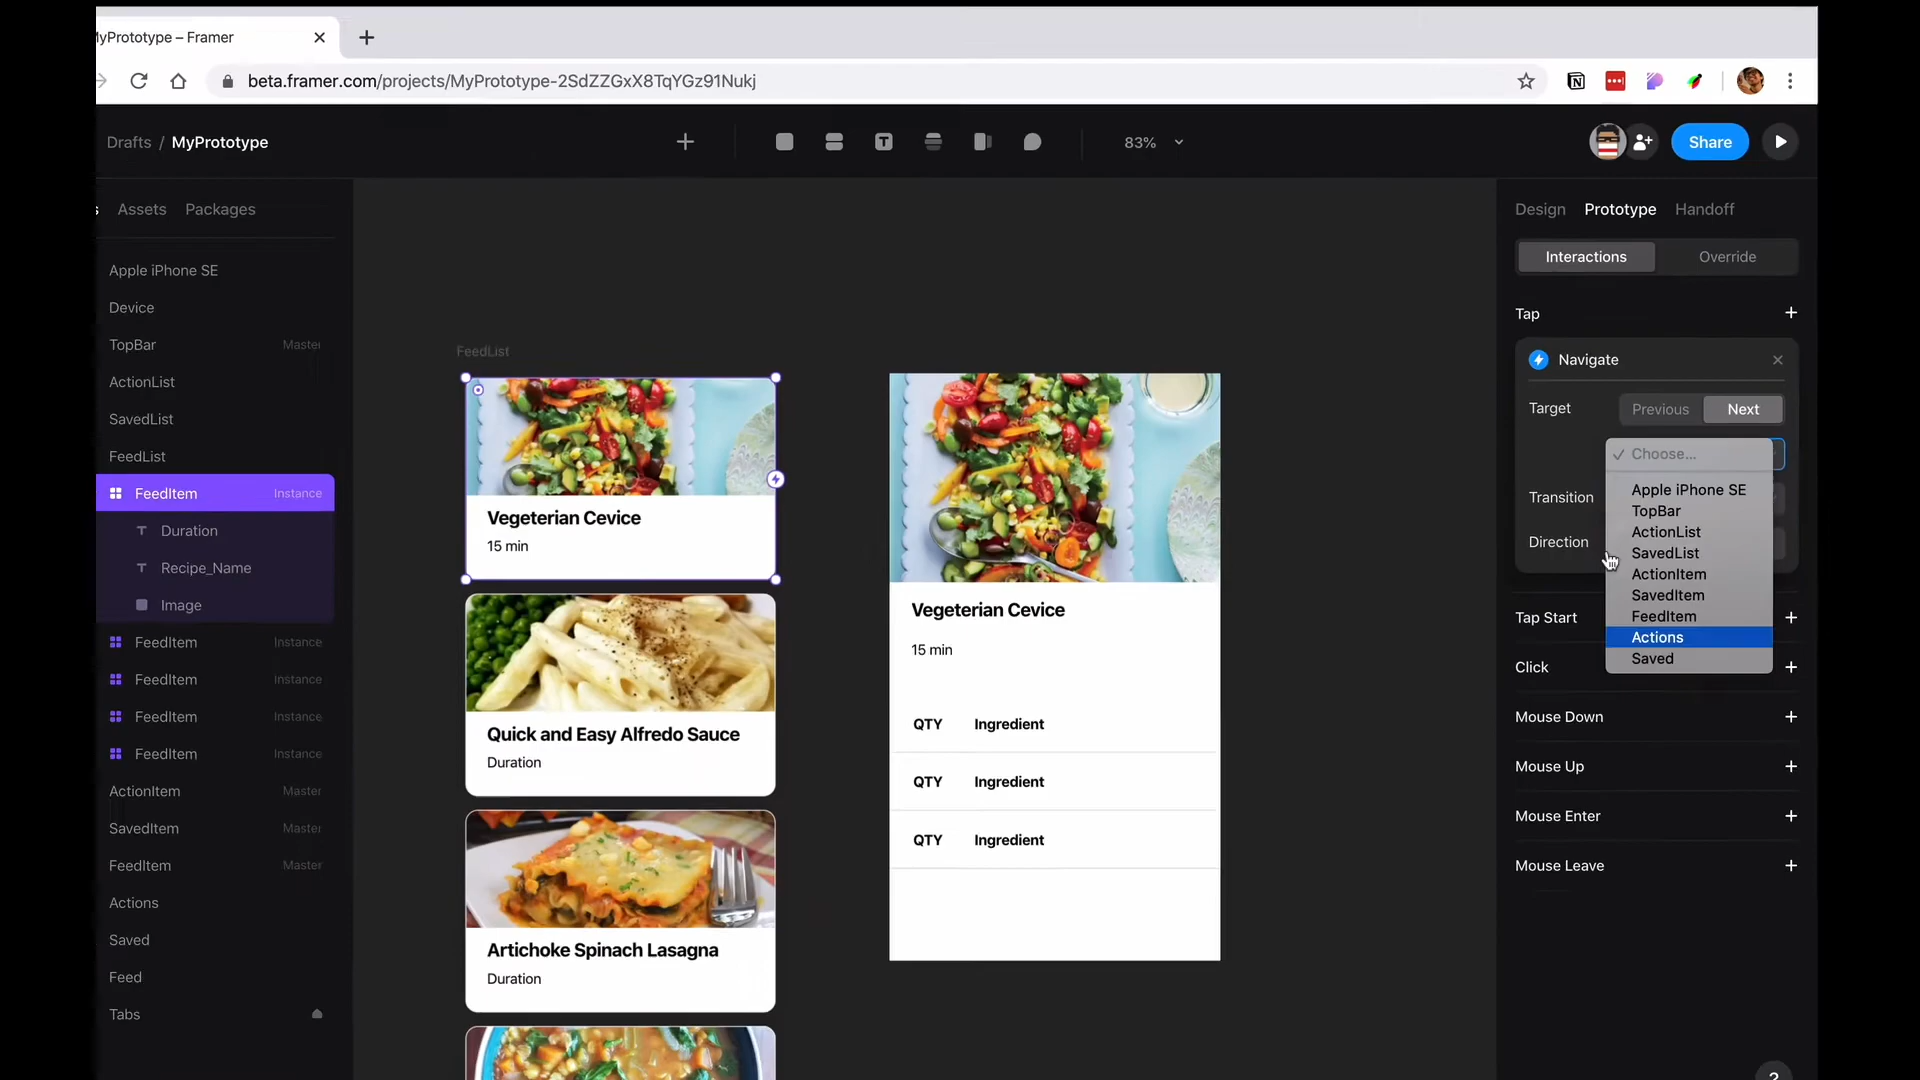 MyPrototype – Framer
beta.framer.com/projects/MyPrototype-2SdZZGxX8TqYGz91Nukj
Drafts / MyPrototype
83%
Share
Assets Packages
Apple iPhone SE
Device
TopBar Master
ActionList
SavedList
FeedList
FeedItem Instance
Duration
Recipe_Name
Image
FeedItem Instance
FeedItem Instance
FeedItem Instance
FeedItem Instance
ActionItem Master
SavedItem Master
FeedItem Master
Actions
Saved
Feed
Tabs
FeedList
Vegeterian Cevice
15 min
Quick and Easy Alfredo Sauce
Duration
Artichoke Spinach Lasagna
Duration
Vegeterian Cevice
15 min
QTY Ingredient
QTY Ingredient
QTY Ingredient
Design Prototype Handoff
Interactions Override
Tap
Navigate
Target Previous Next
Choose...
Transition
Direction
Apple iPhone SE
TopBar
ActionList
SavedList
ActionItem
SavedItem
FeedItem
Actions
Saved
Tap Start
Click
Mouse Down
Mouse Up
Mouse Enter
Mouse Leave